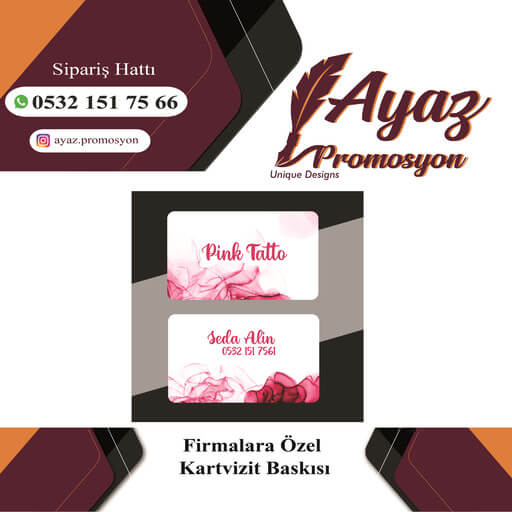 Sipariş Hattı
0532 151 75 66
ayaz.promosyon
Ayaz
Promosyon
Unique Designs
Pink Tatto
Seda Alin
0532 151 7561
Firmalara Özel
Kartvizit Baskısı